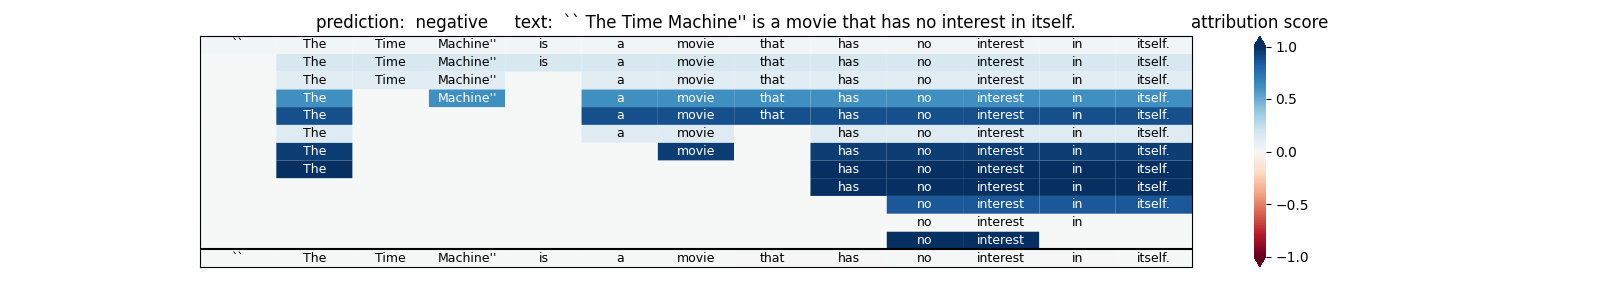 prediction:  negative     text:  `` The Time Machine'' is a movie that has no interest in itself.     attribution score
`` The Time Machine'' is a movie that has no interest in itself.
The Time Machine'' is a movie that has no interest in itself.
The Time Machine'' a movie that has no interest in itself.
The Machine'' a movie that has no interest in itself.
The a movie that has no interest in itself.
The a movie has no interest in itself.
The movie has no interest in itself.
The has no interest in itself.
has no interest in itself.
no interest in itself.
no interest in
no interest
`` The Time Machine'' is a movie that has no interest in itself.
1.0
0.5
0.0
−0.5
−1.0